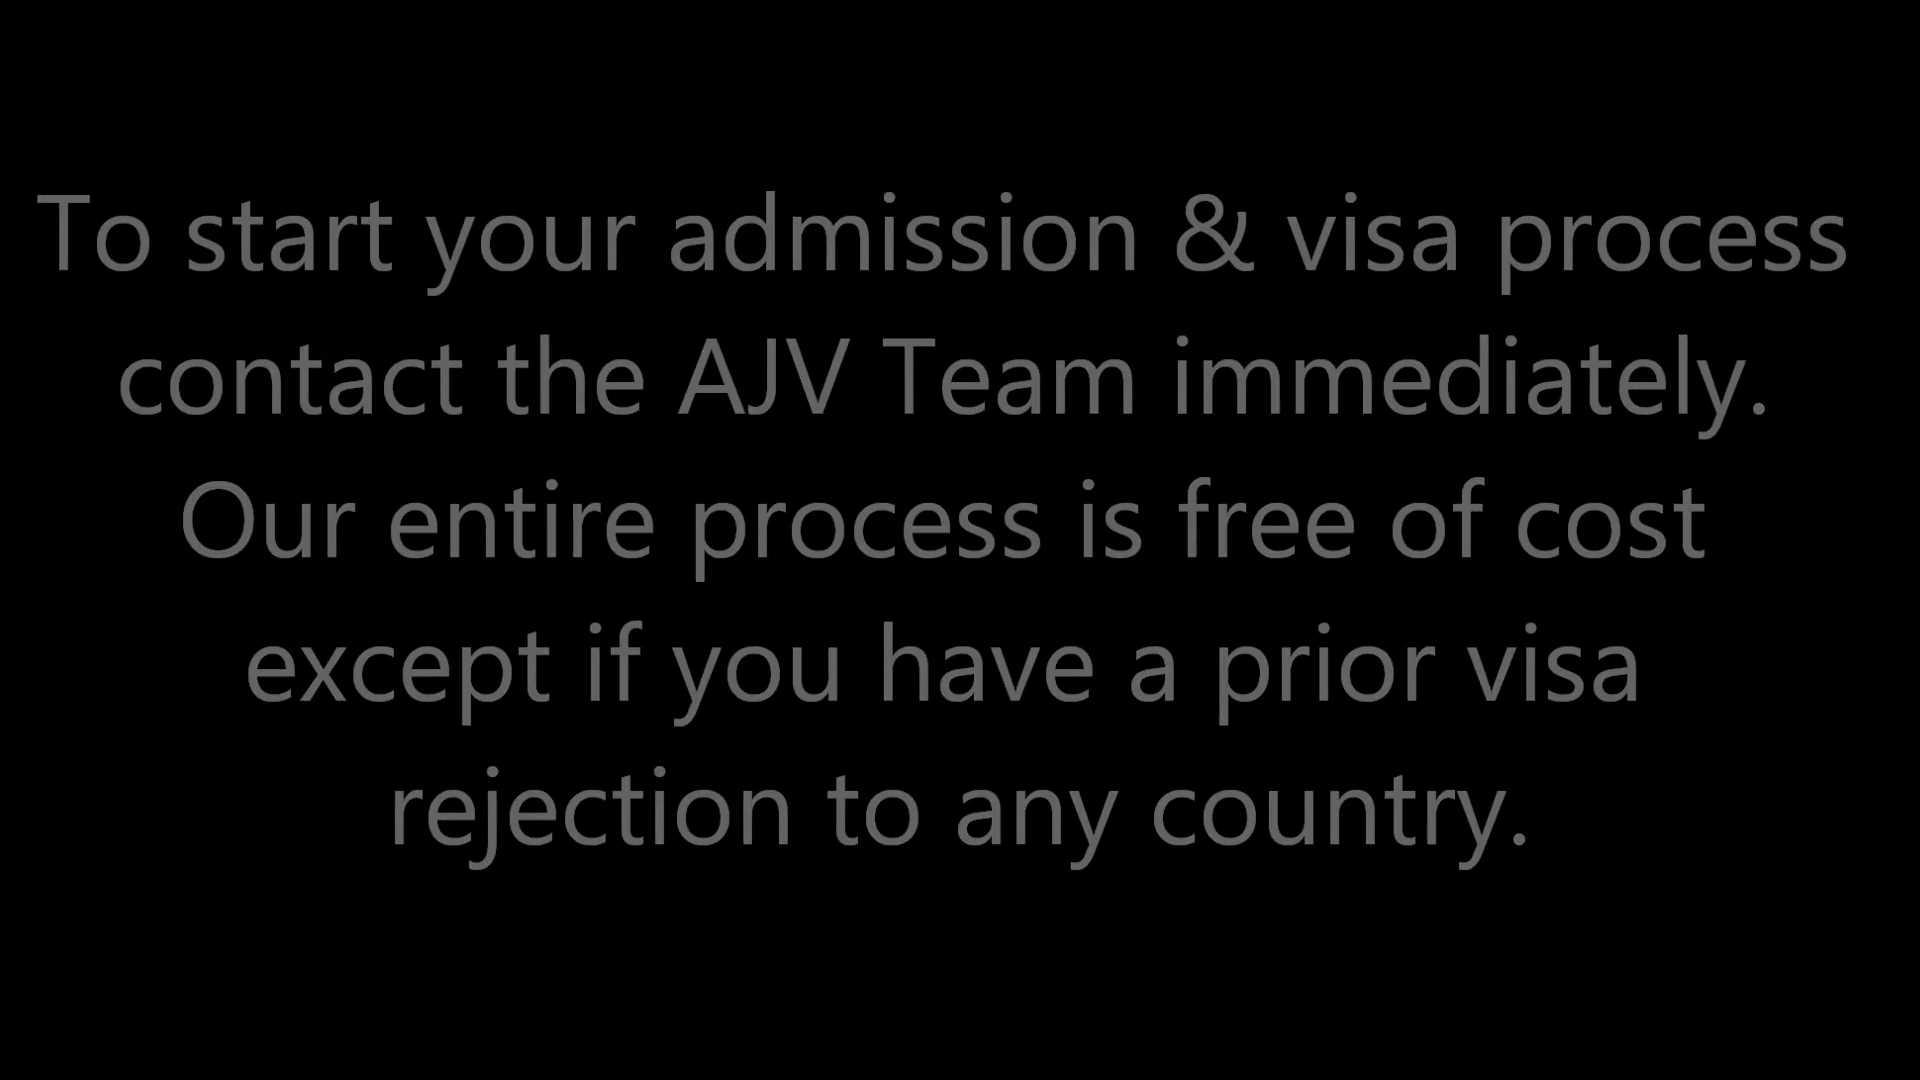 To start your admission & visa process
contact the AJV Team immediately.
Our entire process is free of cost
except if you have a prior visa
rejection to any country.